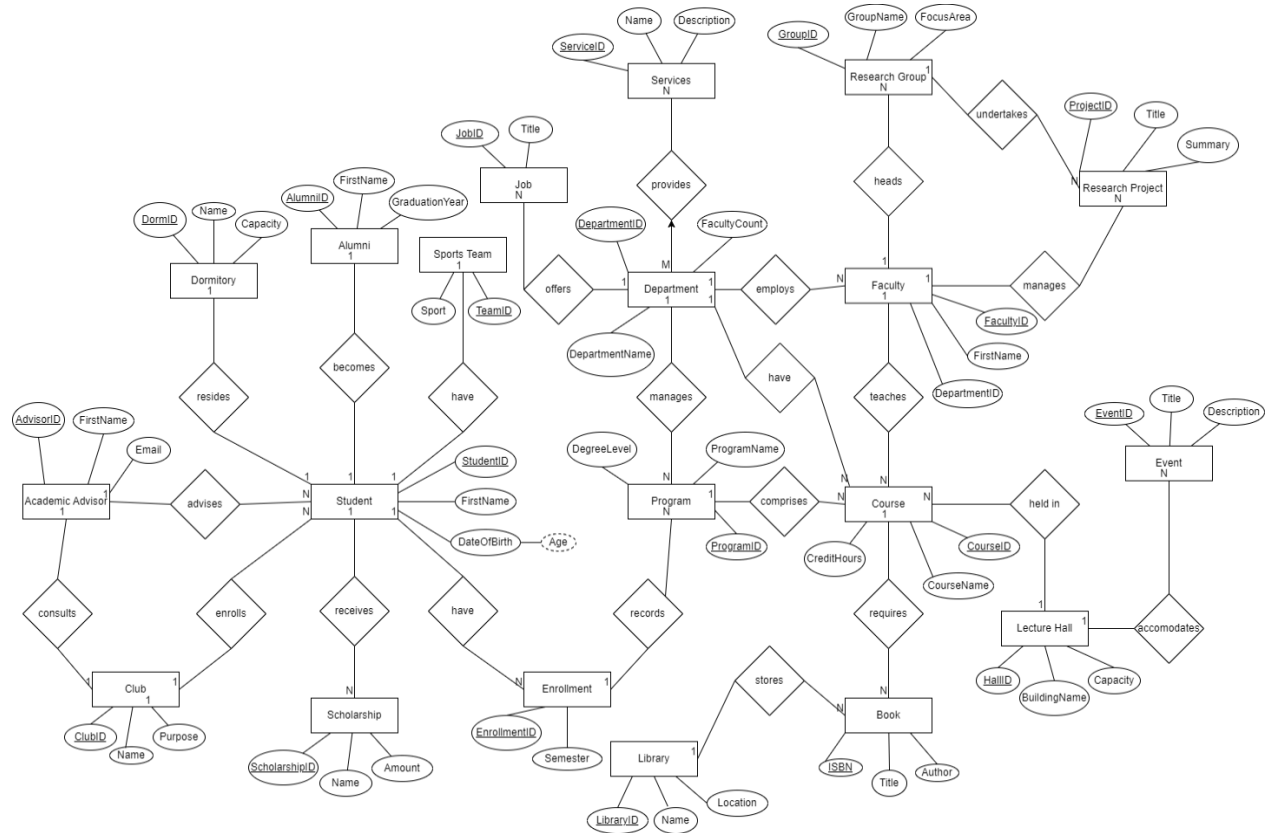 Name
Description
ServiceID
Services
N
GroupName
FocusArea
GroupID
Research Group
1
N
undertakes
ProjectID
Title
Summary
N
Research Project
N
JobID
Title
Job
N
provides
heads
AlumniID
FirstName
GraduationYear
Alumni
1
DormID
Name
Capacity
Dormitory
1
Sports Team
1
Sport
TeamID
DepartmentID
FacultyCount
M
offers
1
Department
1
1
1
employs
N
1
Faculty
1
manages
DepartmentName
FacultyID
FirstName
DepartmentID
resides
becomes
have
manages
have
teaches
EventID
Title
Description
Event
N
AdvisorID
FirstName
Email
Academic Advisor
1
1
advises
1
1
1
N
Student
N
1
1
StudentID
FirstName
DateOfBirth
Age
DegreeLevel
ProgramName
N
Program
1
N
ProgramID
comprises
N
N
N
Course
N
1
CreditHours
CourseID
CourseName
held in
consults
enrolls
receives
have
records
requires
1
Lecture Hall
1
accomodates
HallID
BuildingName
Capacity
1
Club
1
1
ClubID
Name
Purpose
N
Scholarship
ScholarshipID
Name
Amount
N
Enrollment
1
EnrollmentID
Semester
stores
N
N
Book
ISBN
Title
Author
Library
1
LibraryID
Name
Location